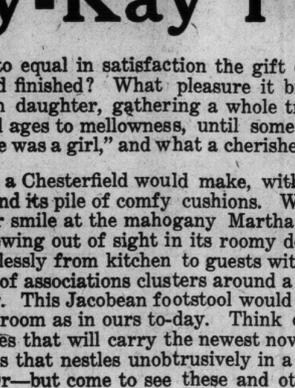 y-Kay F
to equal in satisfaction the gift
d finished? What pleasure it b
n daughter, gathering a whole t
l ages to mellowness, until some
e was a girl," and what a cherishe
a Chesterfield would make, with
nd its pile of comfy cushions. W
r smile at the mahogany Martha
wing out of sight in its roomy d
lessly from kitchen to guests wit
of associations clusters around a
. This Jacobean footstool would
room as in ours to-day. Think
es that will carry the newest nov
s that nestles unobtrusively in a
r—but come to see these and ot